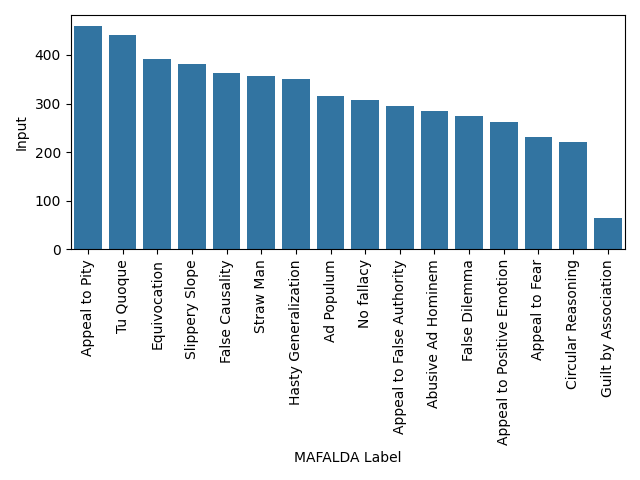 400
300
200
100
0
Input
Appeal to Pity
Tu Quoque
Equivocation
Slippery Slope
False Causality
Straw Man
Hasty Generalization
Ad Populum
No fallacy
Appeal to False Authority
Abusive Ad Hominem
False Dilemma
Appeal to Positive Emotion
Appeal to Fear
Circular Reasoning
Guilt by Association
MAFALDA Label